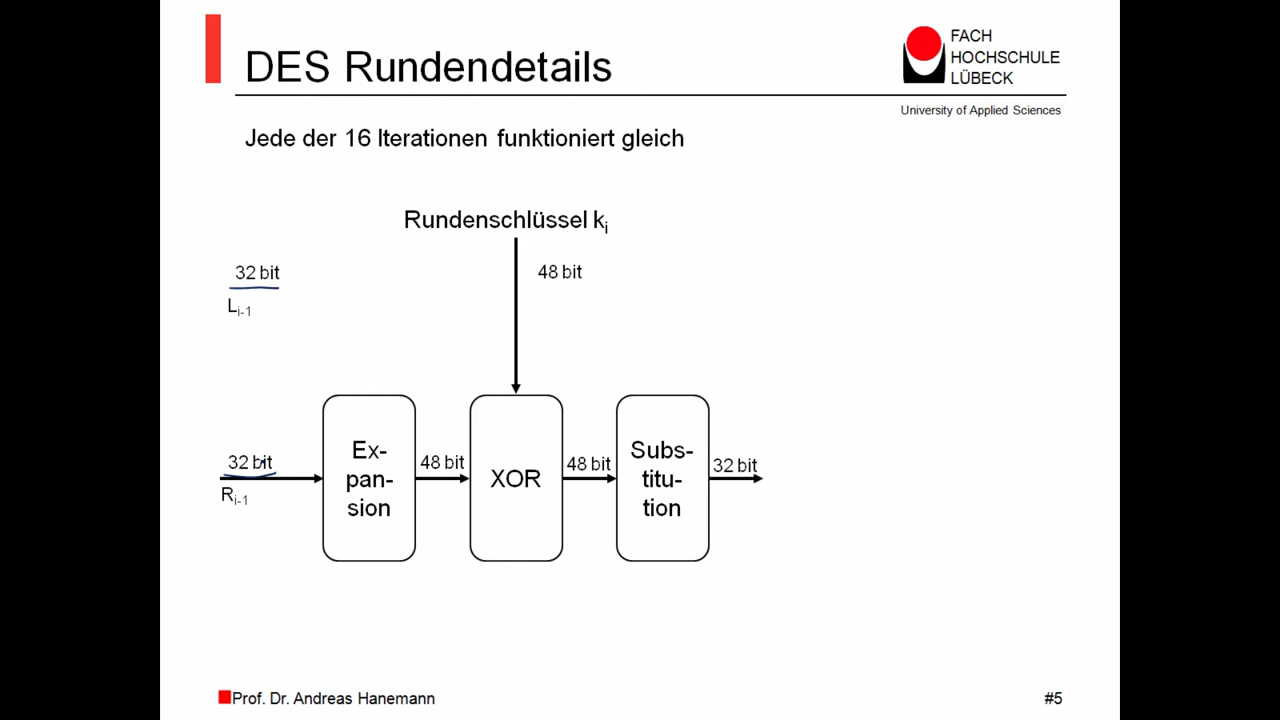 DES Rundendetails
FACH
HOCHSCHULE
LÜBECK
University of Applied Sciences
Jede der 16 Iterationen funktioniert gleich
Rundenschlüssel ki
32 bit
48 bit
Li-1
32 bit
Ri-1
Ex-
pan-
sion
48 bit
XOR
48 bit
Subs-
titu-
tion
32 bit
Prof. Dr. Andreas Hanemann
#5